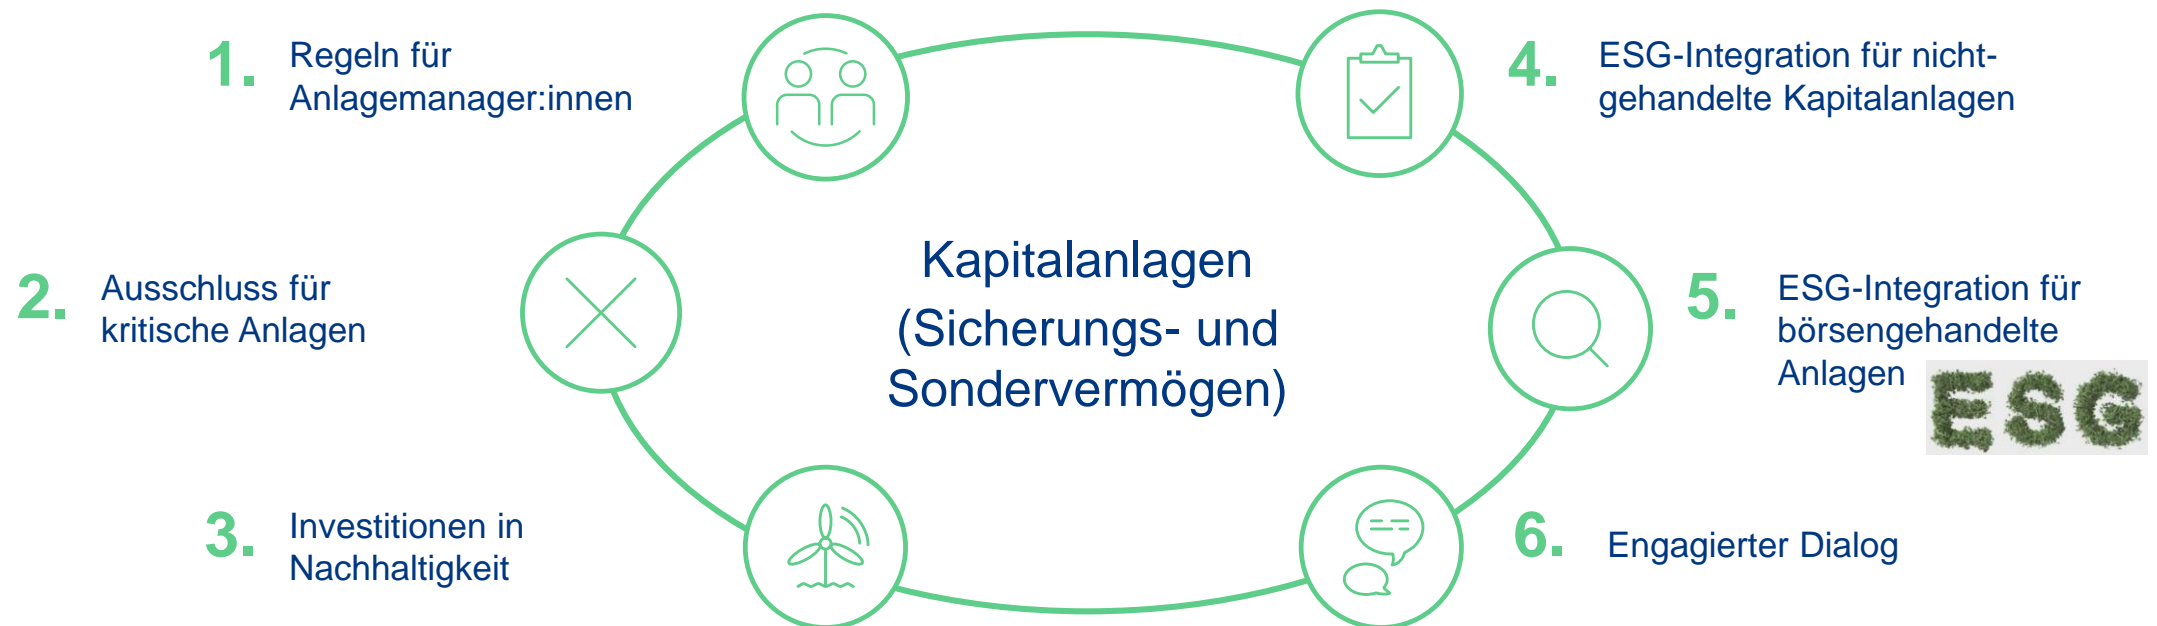 1.
Regeln für
Anlagemanager:innen
2.
Ausschluss für
kritische Anlagen
3.
Investitionen in
Nachhaltigkeit
Kapitalanlagen
(Sicherungs- und
Sondervermögen)
4.
ESG-Integration für nicht-
gehandelte Kapitalanlagen
5.
ESG-Integration für
börsengehandelte
Anlagen
ESG
6.
Engagierter Dialog